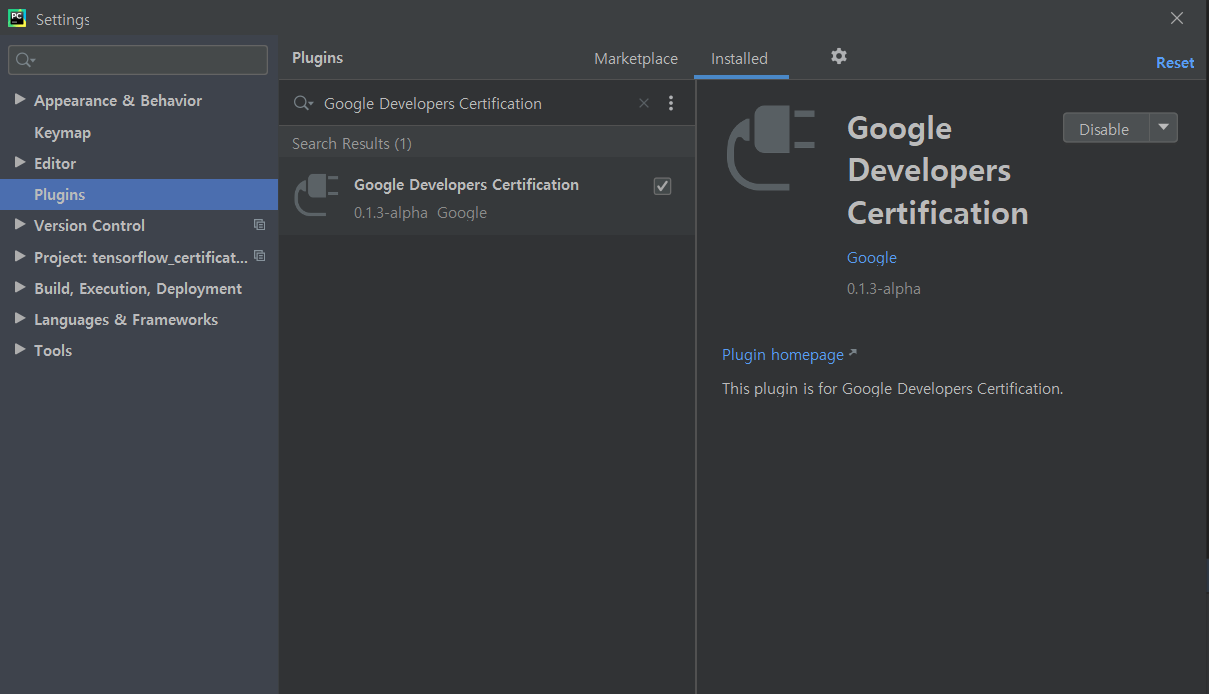 PC
Settings
Plugins
Marketplace
Installed
Reset
Appearance & Behavior
Keymap
Editor
Plugins
Version Control
Project: tensorflow_certificat...
Build, Execution, Deployment
Languages & Frameworks
Tools
Google Developers Certification
Search Results (1)
Google Developers Certification
0.1.3-alpha Google
Google
Developers
Certification
Disable
Google
0.1.3-alpha
Plugin homepage
This plugin is for Google Developers Certification.